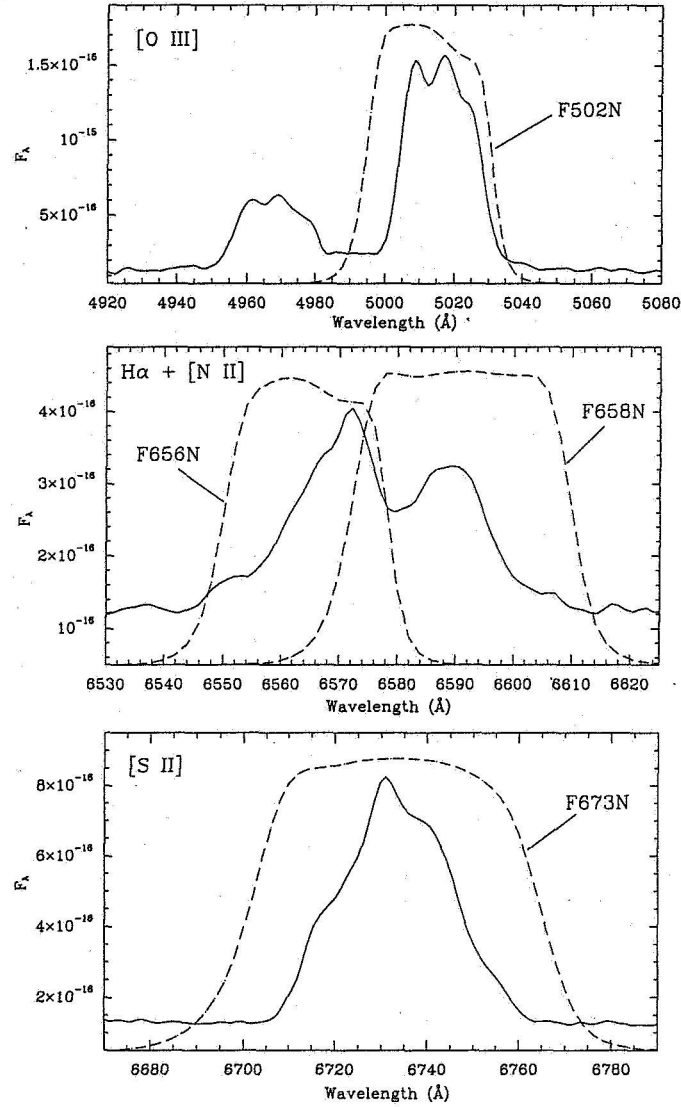 [O III]
1.5×10⁻¹⁵
10⁻¹⁵
5×10⁻¹⁶
F_λ
F502N
4920 4940 4960 4980 5000 5020 5040 5060 5080
Wavelength (Å)
Hα + [N II]
4×10⁻¹⁶
3×10⁻¹⁶
2×10⁻¹⁶
10⁻¹⁶
F_λ
F656N
F658N
6530 6540 6550 6560 6570 6580 6590 6600 6610 6620
Wavelength (Å)
[S II]
8×10⁻¹⁶
6×10⁻¹⁶
4×10⁻¹⁶
2×10⁻¹⁶
F_λ
F673N
6680 6700 6720 6740 6760 6780
Wavelength (Å)